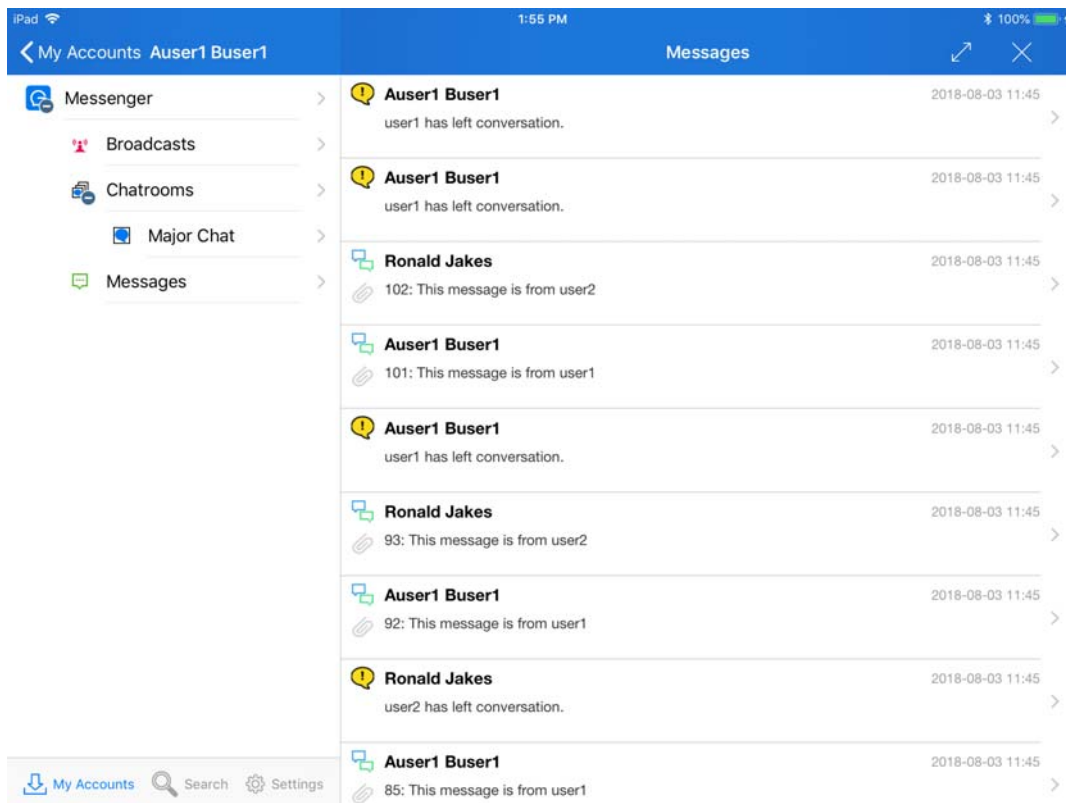 iPad 1:55 PM 100%
My Accounts Auser1 Buser1
Messages
Messenger
Broadcasts
Chatrooms
Major Chat
Messages
Auser1 Buser1 2018-08-03 11:45
user1 has left conversation.
Auser1 Buser1 2018-08-03 11:45
user1 has left conversation.
Ronald Jakes 2018-08-03 11:45
102: This message is from user2
Auser1 Buser1 2018-08-03 11:45
101: This message is from user1
Auser1 Buser1 2018-08-03 11:45
user1 has left conversation.
Ronald Jakes 2018-08-03 11:45
93: This message is from user2
Auser1 Buser1 2018-08-03 11:45
92: This message is from user1
Ronald Jakes 2018-08-03 11:45
user2 has left conversation.
Auser1 Buser1 2018-08-03 11:45
85: This message is from user1
My Accounts Search Settings